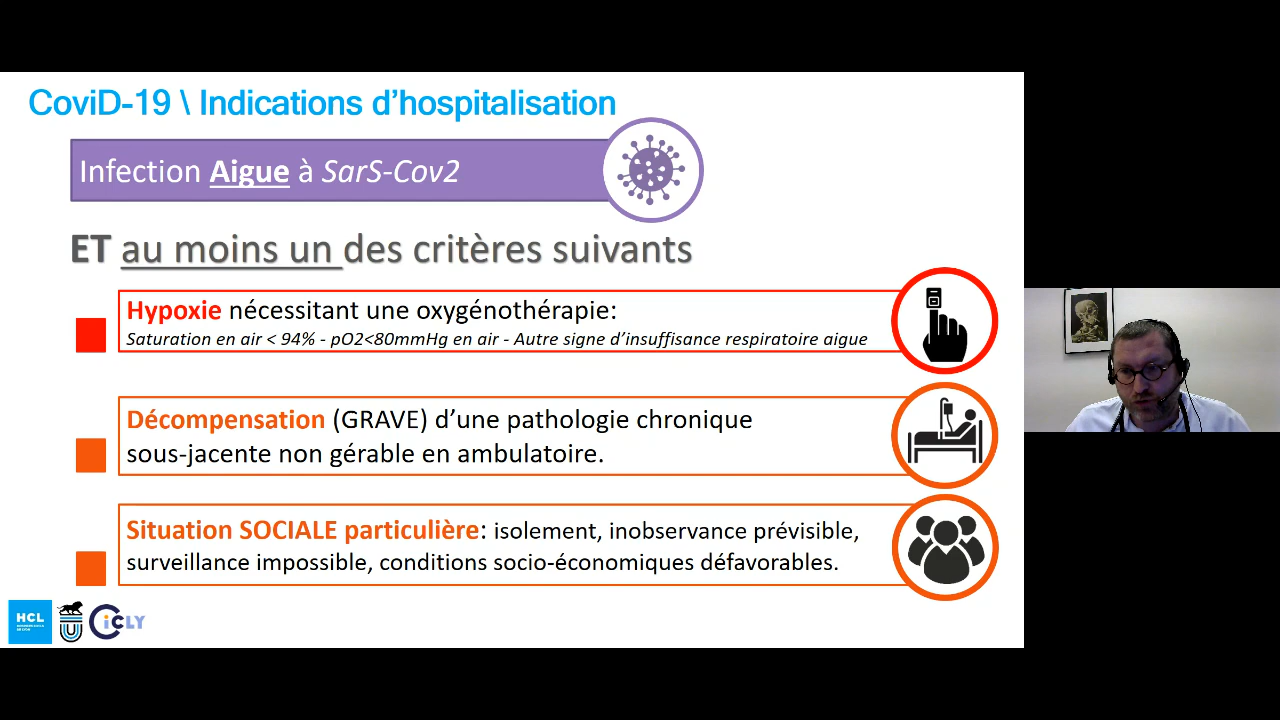 CoviD-19 \ Indications d'hospitalisation
Infection Aigue à SarS-Cov2
ET au moins un des critères suivants
Hypoxie nécessitant une oxygénothérapie:
Saturation en air < 94% - pO2<80mmHg en air - Autre signe d'insuffisance respiratoire aigue
Décompensation (GRAVE) d'une pathologie chronique
sous-jacente non gérable en ambulatoire.
Situation SOCIALE particulière: isolement, inobservance prévisible,
surveillance impossible, conditions socio-économiques défavorables.
HCL
CiCLY